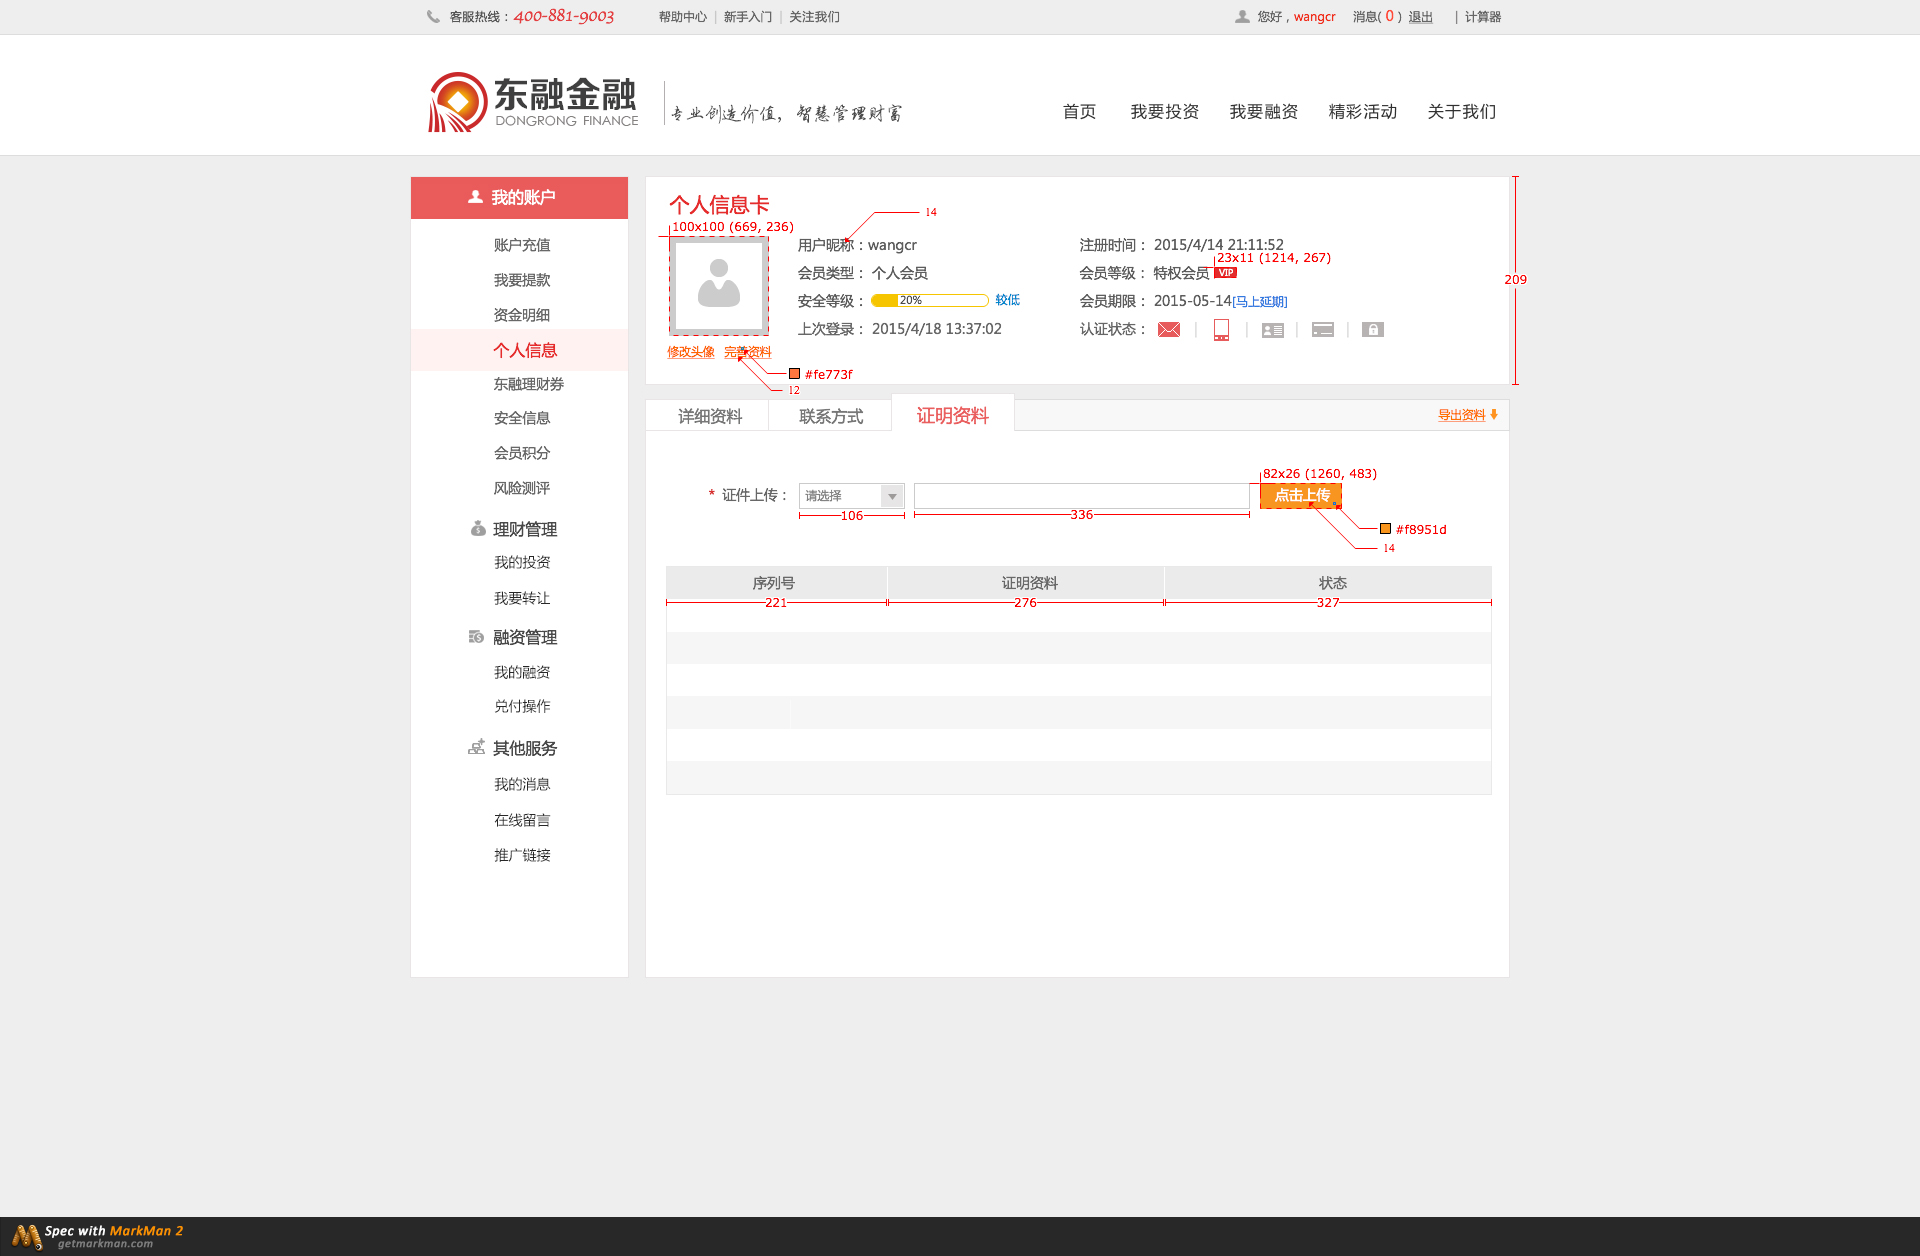 客服热线：400-881-9003 帮助中心 | 新手入门 | 关注我们 您好，wangcr 消息( 0 ) 退出 | 计算器
东融金融
DONGRONG FINANCE
专业创造价值，智慧管理财富
首页 我要投资 我要融资 精彩活动 关于我们
我的账户
账户充值
我要提款
资金明细
个人信息
东融理财券
安全信息
会员积分
风险测评
理财管理
我的投资
我要转让
融资管理
我的融资
兑付操作
其他服务
我的消息
在线留言
推广链接
个人信息卡
100x100 (669, 236)
14
用户昵称：wangcr
会员类型： 个人会员
安全等级： 20% 较低
上次登录： 2015/4/18 13:37:02
注册时间： 2015/4/14 21:11:52
23x11 (1214, 267)
会员等级： 特权会员 VIP
会员期限： 2015-05-14[马上延期]
认证状态：
209
修改头像 完善资料
#fe773f
12
详细资料 联系方式 证明资料 导出资料
82x26 (1260, 483)
* 证件上传： 请选择 点击上传
106 336
#f8951d
14
序列号 证明资料 状态
221 276 327
Spec with MarkMan 2
getmarkman.com